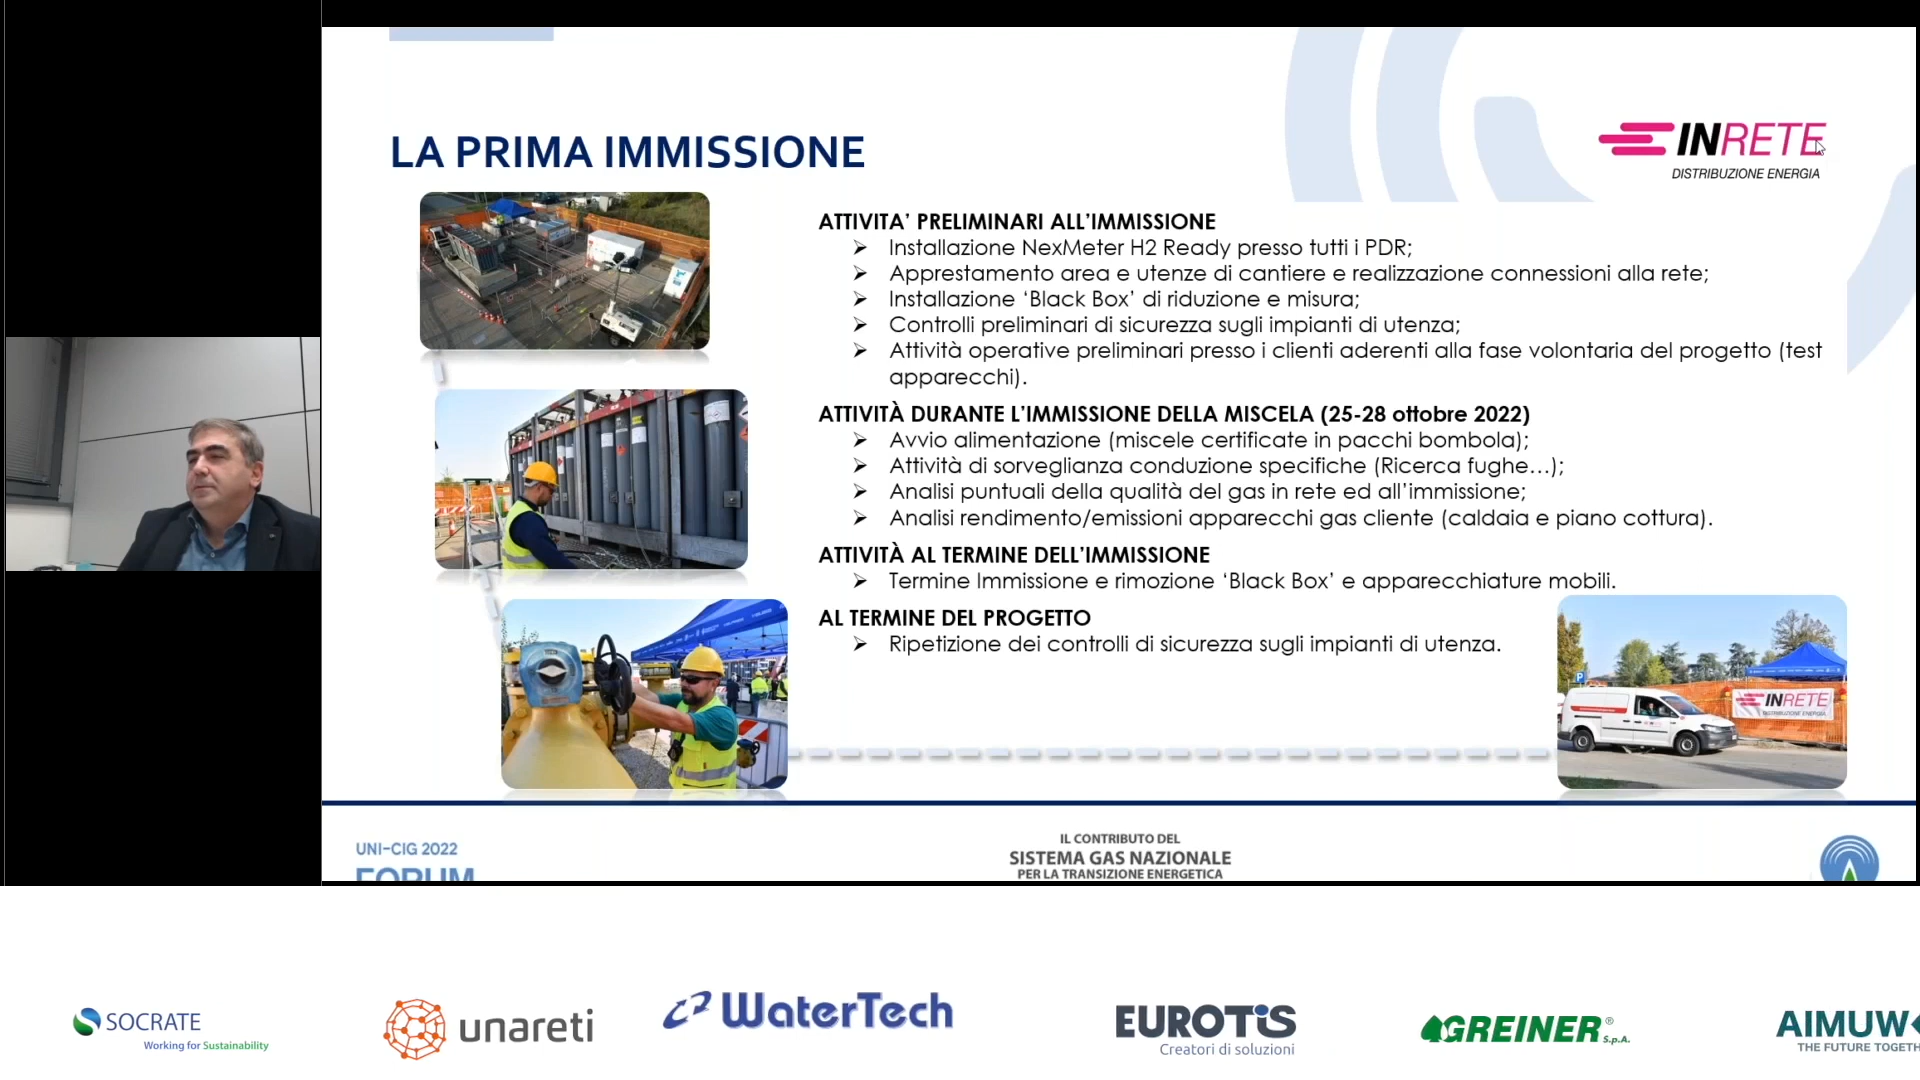 LA PRIMA IMMISSIONE
INRETE
DISTRIBUZIONE ENERGIA
ATTIVITA’ PRELIMINARI ALL’IMMISSIONE
➢ Installazione NexMeter H2 Ready presso tutti i PDR;
➢ Apprestamento area e utenze di cantiere e realizzazione connessioni alla rete;
➢ Installazione ‘Black Box’ di riduzione e misura;
➢ Controlli preliminari di sicurezza sugli impianti di utenza;
➢ Attività operative preliminari presso i clienti aderenti alla fase volontaria del progetto (test
apparecchi).
ATTIVITÀ DURANTE L’IMMISSIONE DELLA MISCELA (25-28 ottobre 2022)
➢ Avvio alimentazione (miscele certificate in pacchi bombola);
➢ Attività di sorveglianza conduzione specifiche (Ricerca fughe…);
➢ Analisi puntuali della qualità del gas in rete ed all’immissione;
➢ Analisi rendimento/emissioni apparecchi gas cliente (caldaia e piano cottura).
ATTIVITÀ AL TERMINE DELL’IMMISSIONE
➢ Termine Immissione e rimozione ‘Black Box’ e apparecchiature mobili.
AL TERMINE DEL PROGETTO
➢ Ripetizione dei controlli di sicurezza sugli impianti di utenza.
P
INRETE
DISTRIBUZIONE ENERGIA
UNI-CIG 2022
FORUM
IL CONTRIBUTO DEL
SISTEMA GAS NAZIONALE
PER LA TRANSIZIONE ENERGETICA
SOCRATE
Working for Sustainability
unareti
WaterTech
EUROTIS
Creatori di soluzioni
GREINER® S.p.A.
AIMUW
THE FUTURE TOGETH